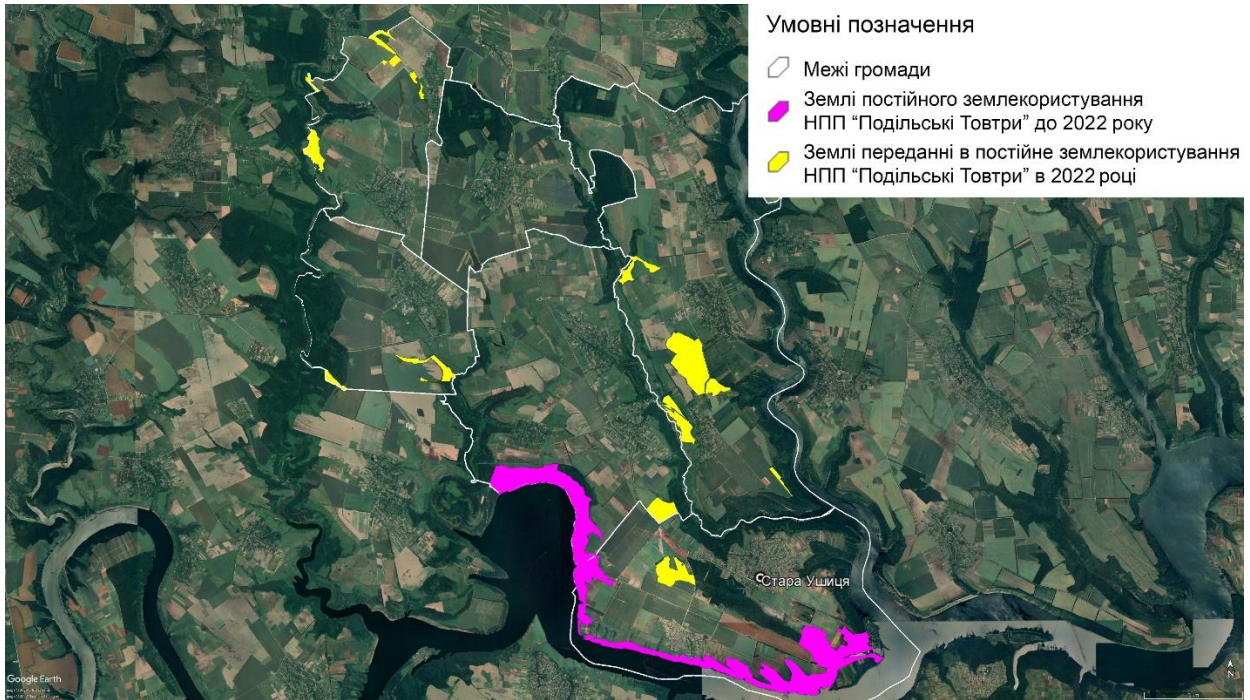 Умовні позначення
Межі громади
Землі постійного землекористування
НПП “Подільські Товтри” до 2022 року
Землі переданні в постійне землекористування
НПП “Подільські Товтри” в 2022 році
Стара Ушиця
Google Earth
N